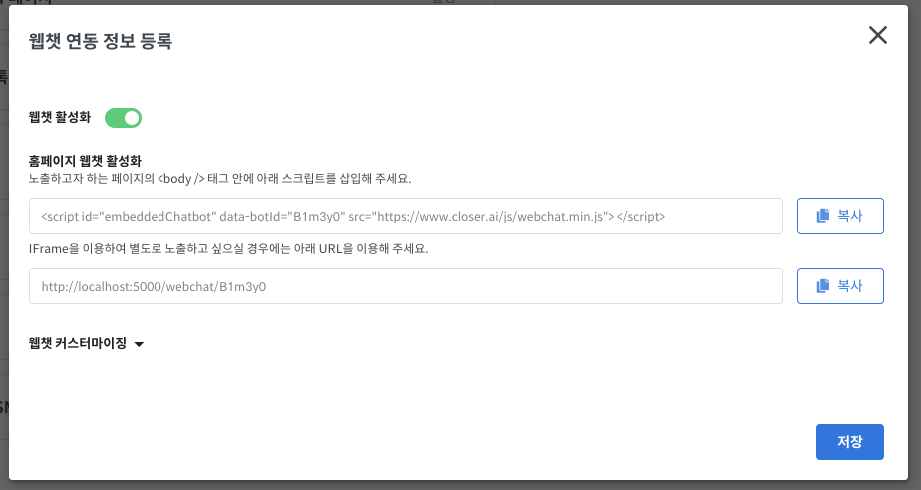 웹챗 연동 정보 등록
웹챗 활성화
홈페이지 웹챗 활성화
노출하고자 하는 페이지의 <body /> 태그 안에 아래 스크립트를 삽입해 주세요.
<script id="embeddedChatbot" data-botId="B1m3y0" src="https://www.closer.ai/js/webchat.min.js"> </script>
복사
IFrame을 이용하여 별도로 노출하고 싶으실 경우에는 아래 URL을 이용해 주세요.
http://localhost:5000/webchat/B1m3y0
복사
웹챗 커스터마이징
저장